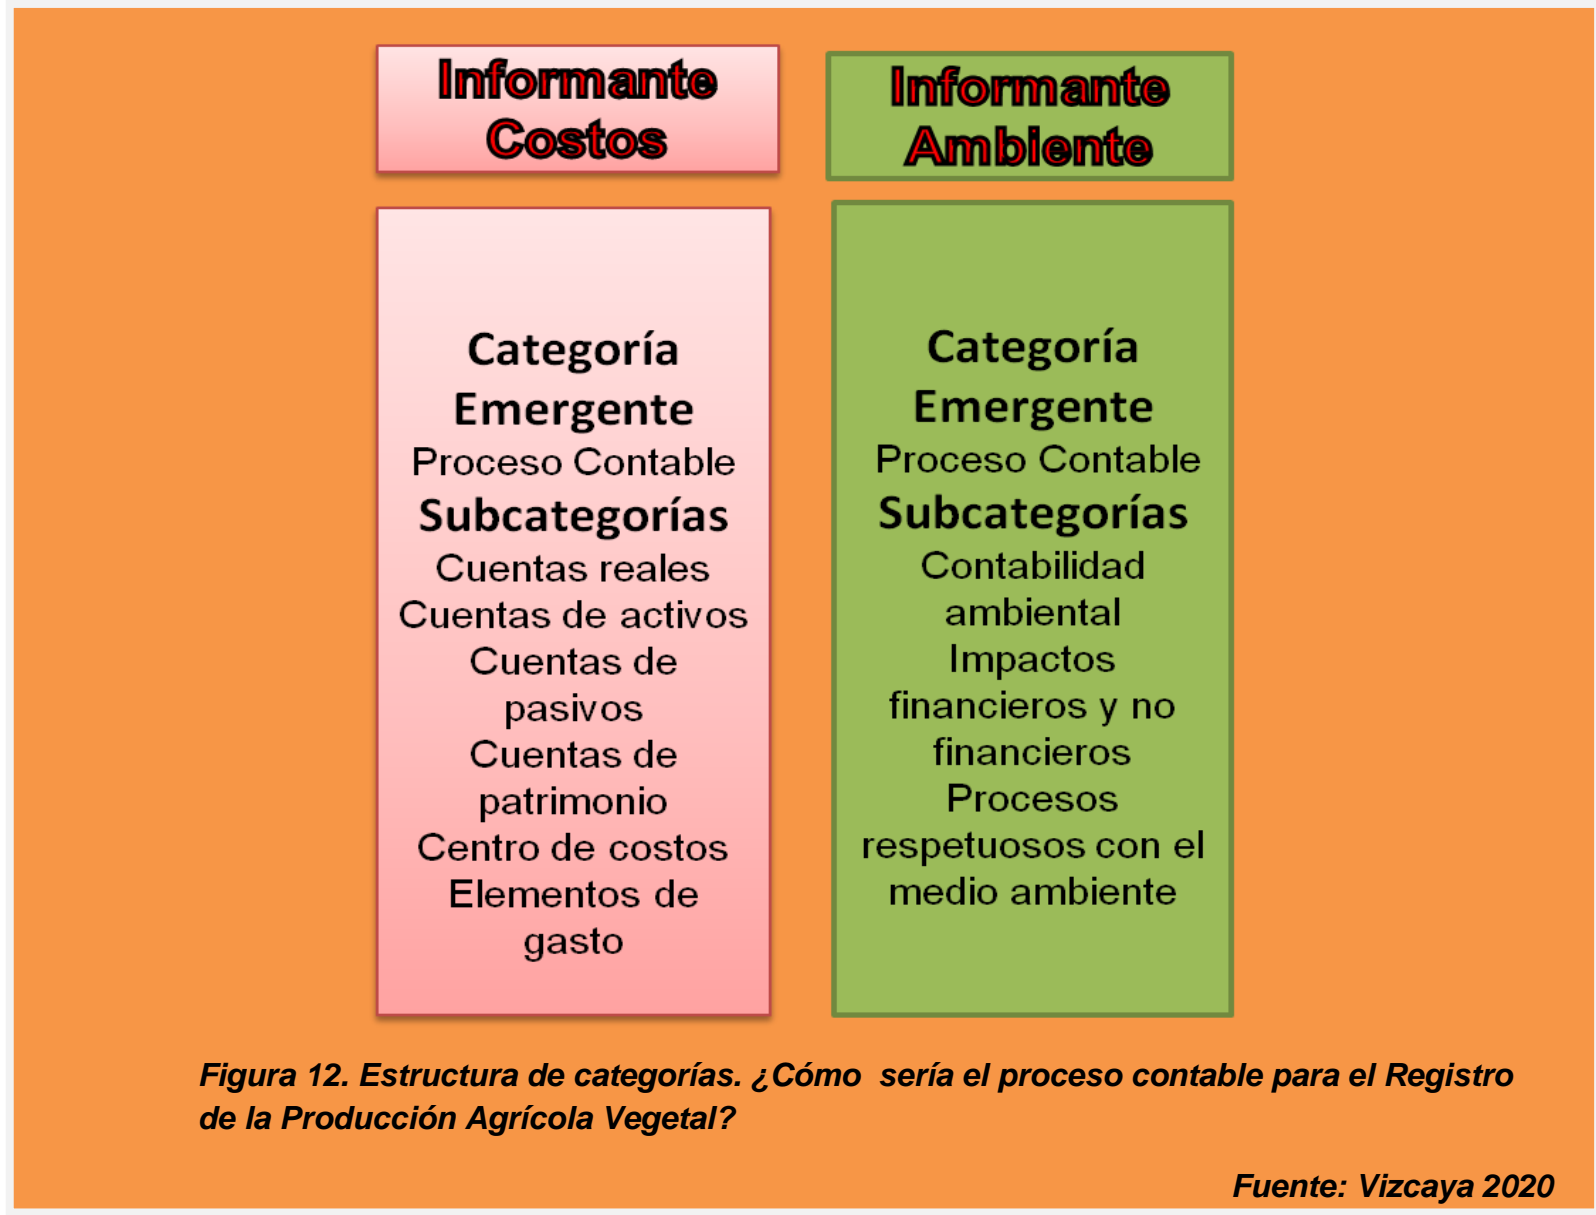 Informante
Costos
Categoría
Emergente
Proceso Contable
Subcategorías
Cuentas reales
Cuentas de activos
Cuentas de
pasivos
Cuentas de
patrimonio
Centro de costos
Elementos de
gasto
Informante
Ambiente
Categoría
Emergente
Proceso Contable
Subcategorías
Contabilidad
ambiental
Impactos
financieros y no
financieros
Procesos
respetuosos con el
medio ambiente
Figura 12. Estructura de categorías. ¿Cómo  sería el proceso contable para el Registro
de la Producción Agrícola Vegetal?
Fuente: Vizcaya 2020